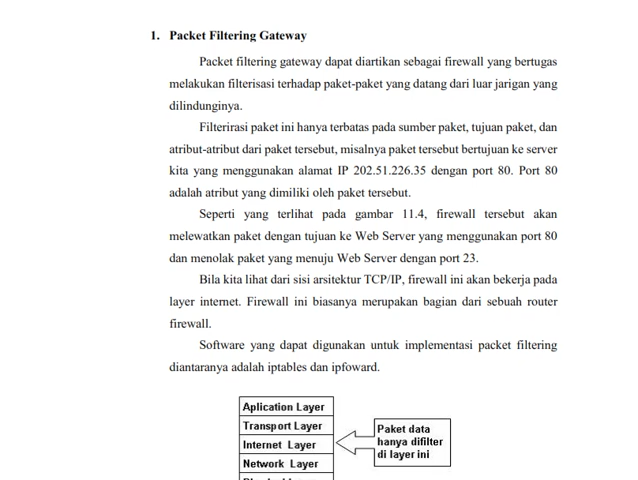 1. Packet Filtering Gateway
Packet filtering gateway dapat diartikan sebagai firewall yang bertugas
melakukan filterisasi terhadap paket-paket yang datang dari luar jarigan yang
dilindunginya.
Filterirasi paket ini hanya terbatas pada sumber paket, tujuan paket, dan
atribut-atribut dari paket tersebut, misalnya paket tersebut bertujuan ke server
kita yang menggunakan alamat IP 202.51.226.35 dengan port 80. Port 80
adalah atribut yang dimiliki oleh paket tersebut.
Seperti yang terlihat pada gambar 11.4, firewall tersebut akan
melewatkan paket dengan tujuan ke Web Server yang menggunakan port 80
dan menolak paket yang menuju Web Server dengan port 23.
Bila kita lihat dari sisi arsitektur TCP/IP, firewall ini akan bekerja pada
layer internet. Firewall ini biasanya merupakan bagian dari sebuah router
firewall.
Software yang dapat digunakan untuk implementasi packet filtering
diantaranya adalah iptables dan ipfoward.
Aplication Layer
Transport Layer
Internet Layer
Network Layer
Paket data
hanya difilter
di layer ini